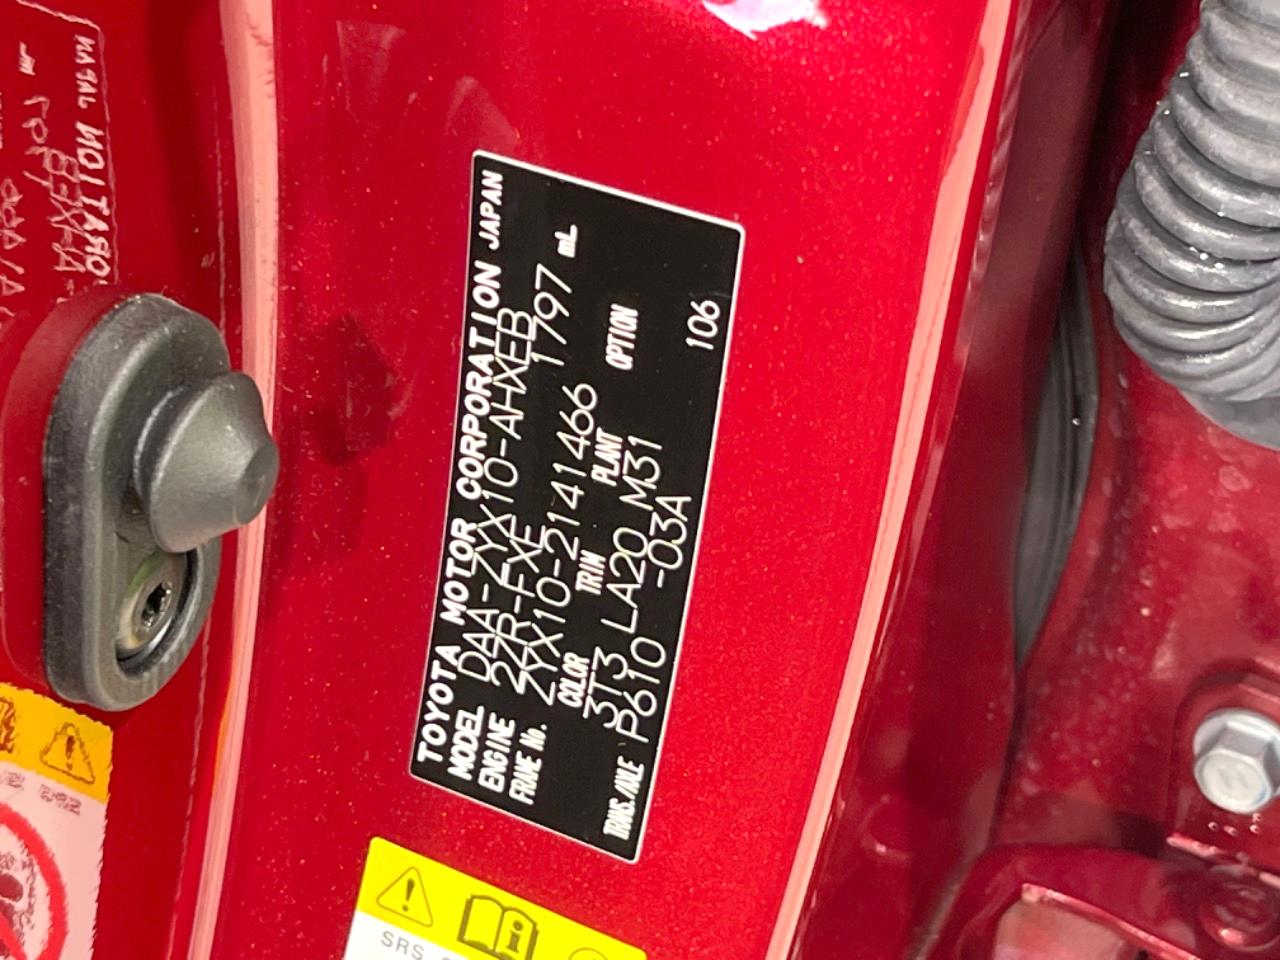 TOYOTA MOTOR CORPORATION JAPAN
MODEL DAA-ZYX10-AHXEB
ENGINE 2ZR-FXE 1797 mL
FRAME No. ZYX10-2141466
COLOR TRIN PLANT OPTION
3T3 LA20 M31
TRANS./AXLE P610 -03A 106
SRS